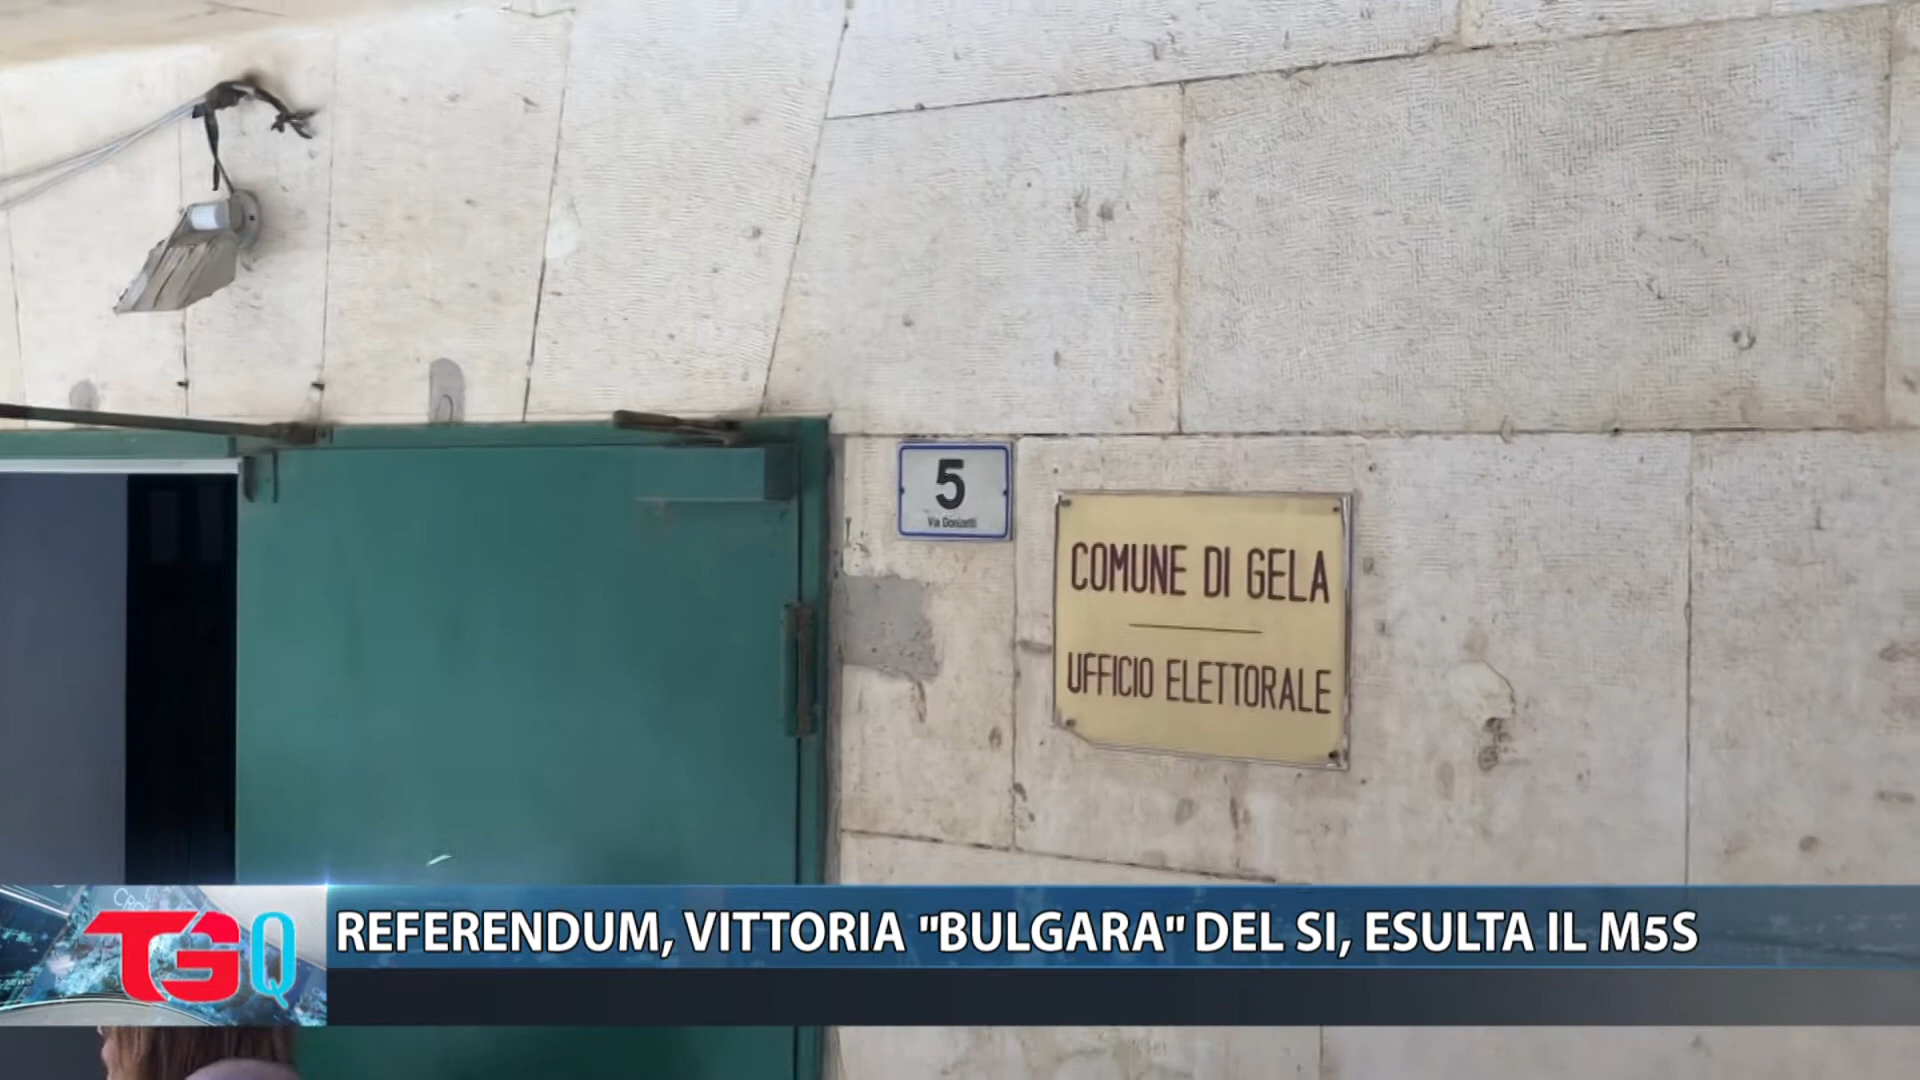 5
Via Donizetti
COMUNE DI GELA
UFFICIO ELETTORALE
REFERENDUM, VITTORIA "BULGARA" DEL SI, ESULTA IL M5S
TGQ